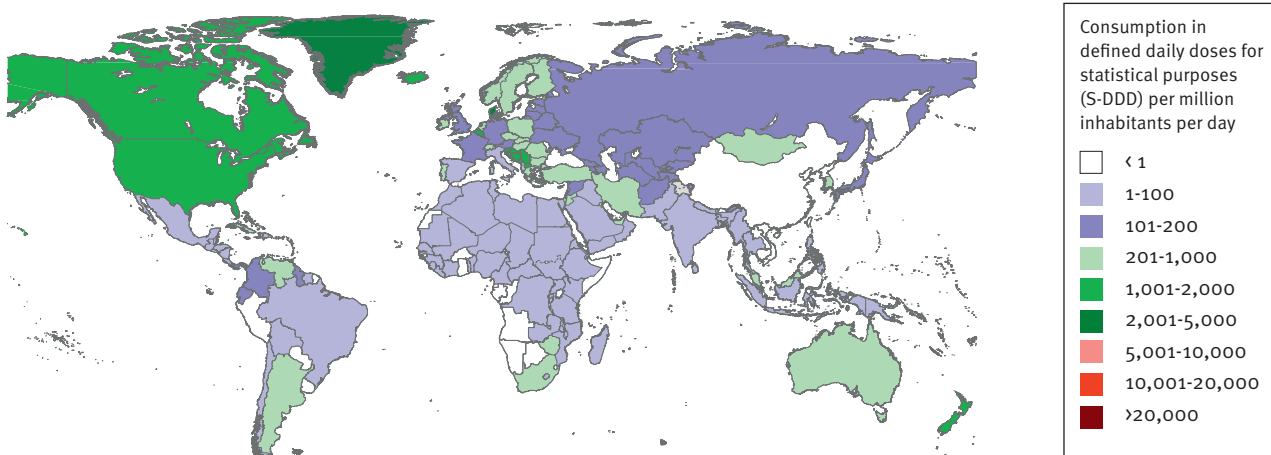 Consumption in
defined daily doses for
statistical purposes
(S-DDD) per million
inhabitants per day
‹ 1
1-100
101-200
201-1,000
1,001-2,000
2,001-5,000
5,001-10,000
10,001-20,000
›20,000